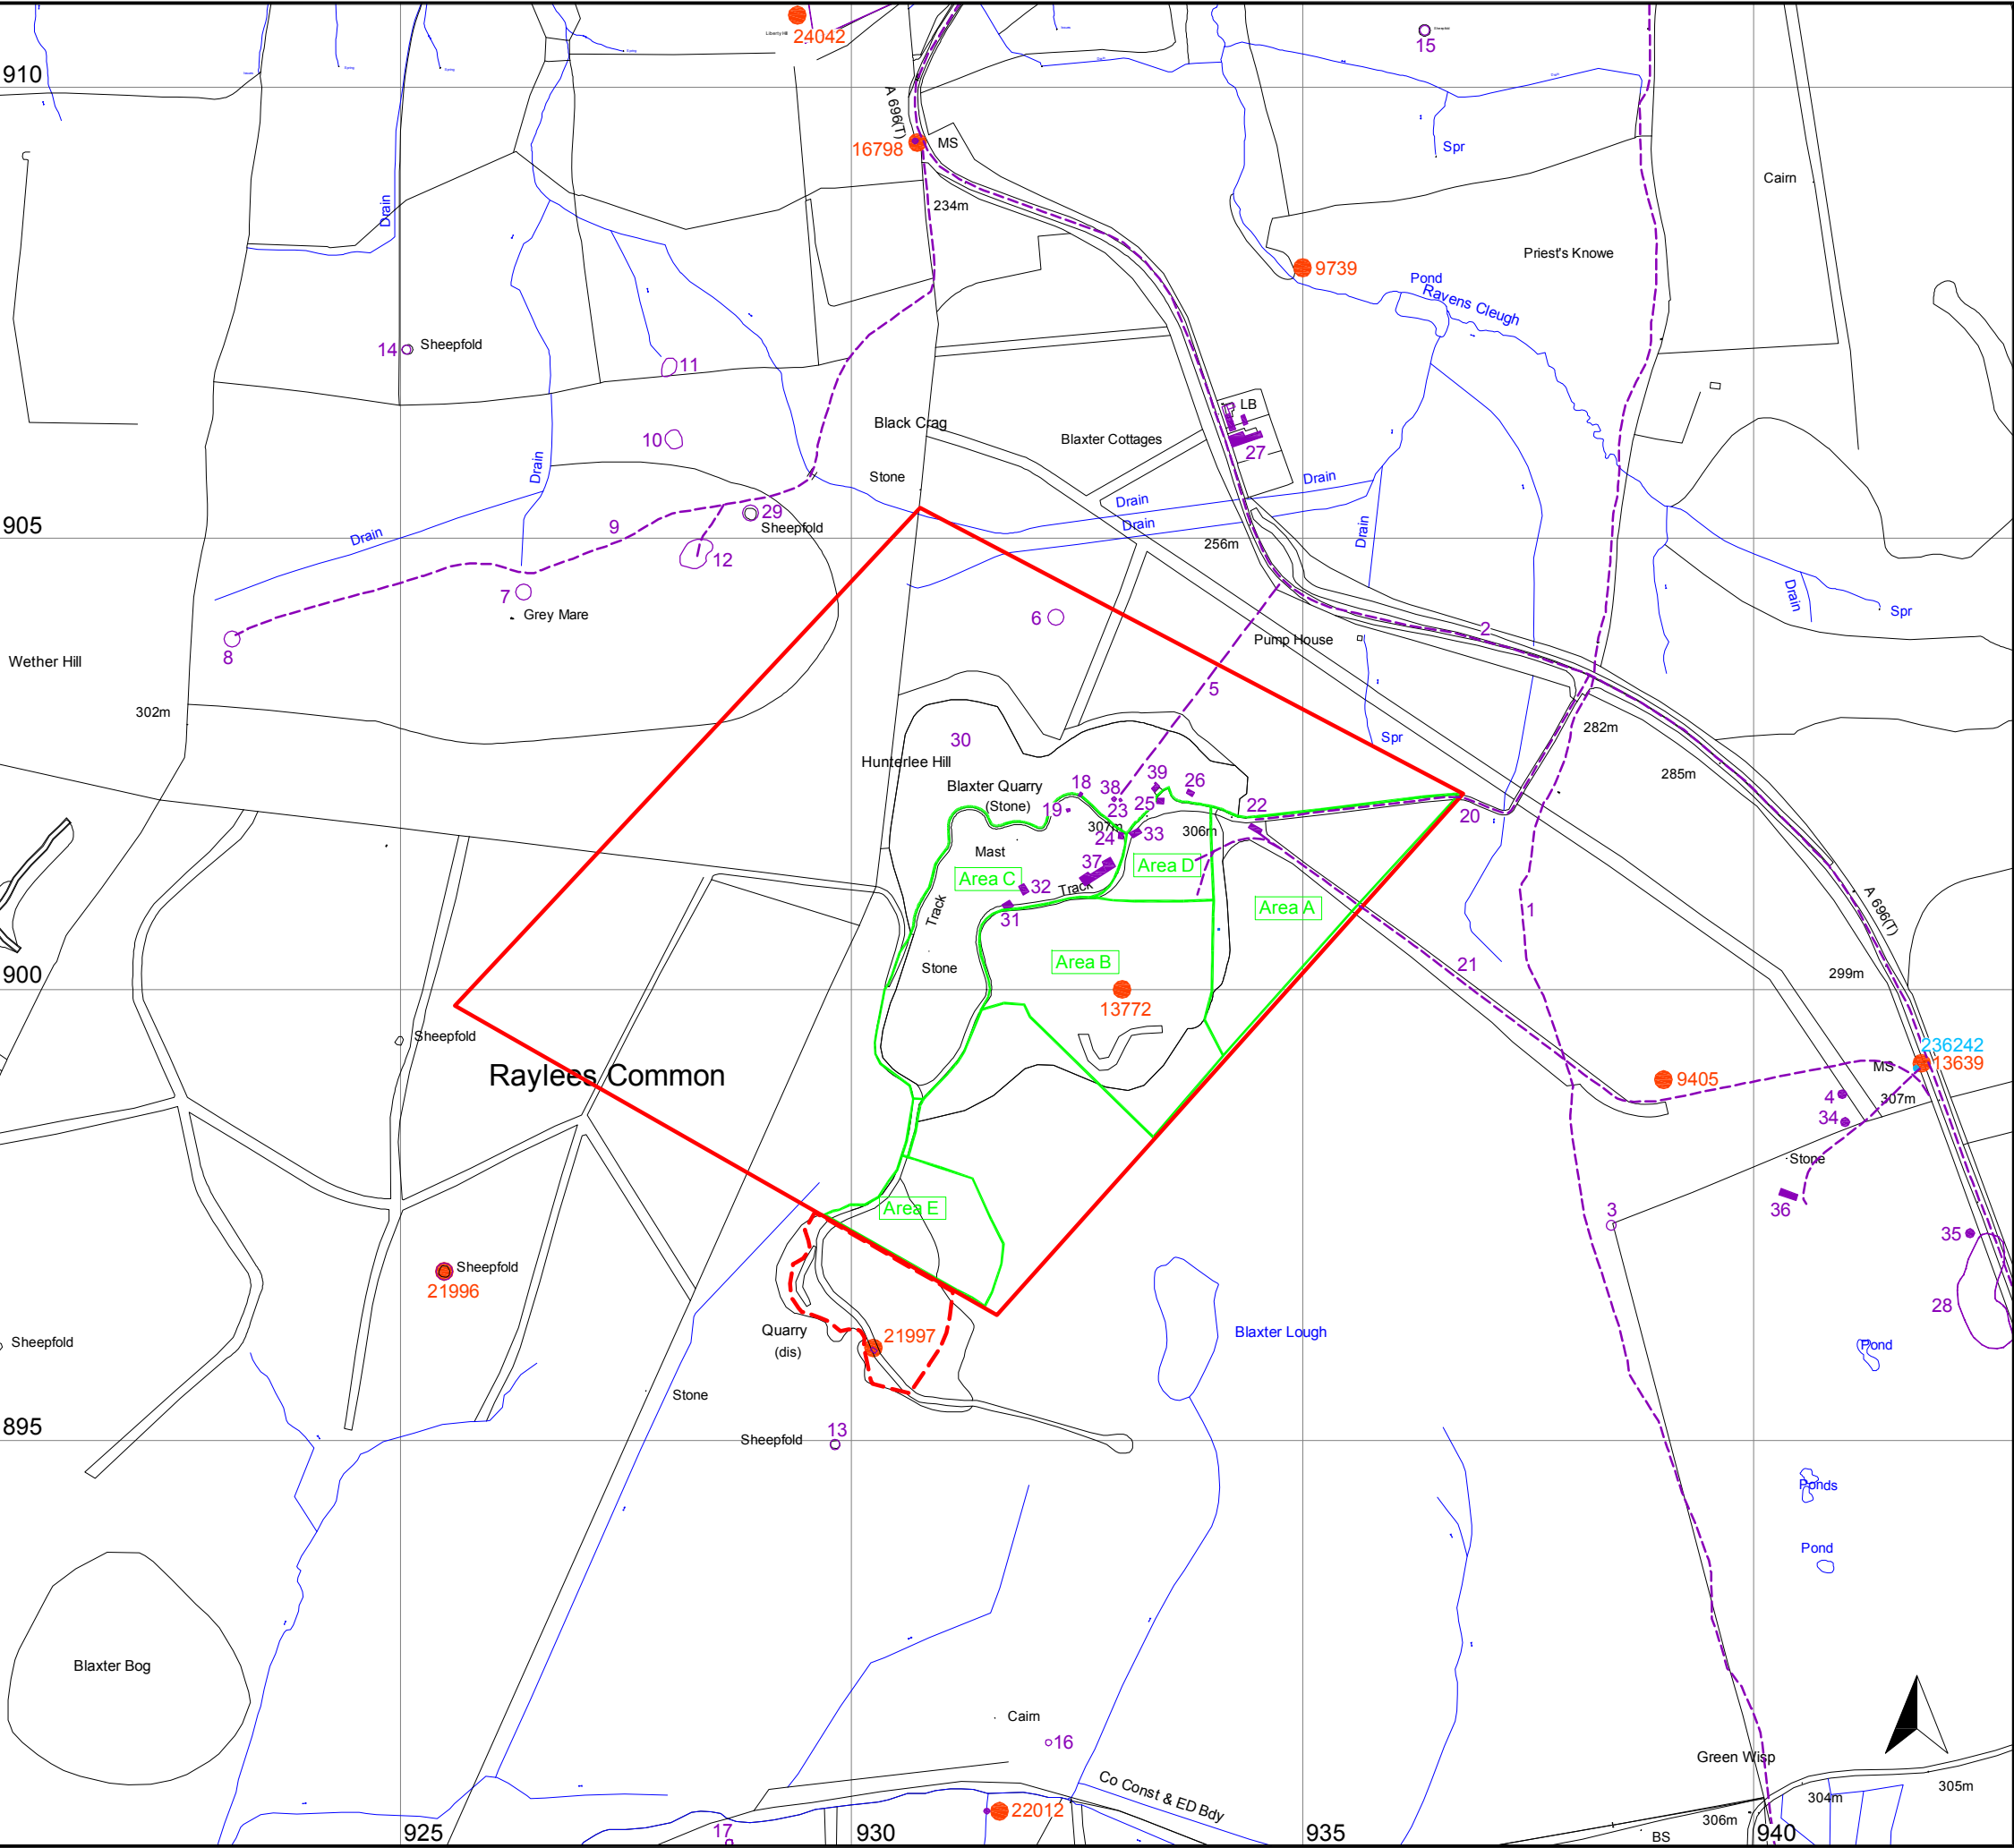 24042
Liberty Hill
15
910
A 696(T)
16798
MS
Spr
Cairn
234m
Drain
Priest's Knowe
9739
Pond
Ravens Cleugh
14
Sheepfold
11
Black Crag
LB
10
Blaxter Cottages
27
Drain
Stone
Drain
Drain
905
9
29
Sheepfold
Drain
Drain
256m
Drain
12
Drain
7
Grey Mare
6
Spr
8
Wether Hill
2
Pump House
5
302m
282m
30
Spr
Hunterlee Hill
285m
Blaxter Quarry
(Stone)
18
38
39
26
19
23
25
22
20
307m
24
33
306m
Mast
37
Area D
Area C
32
Track
A 696(T)
Track
31
Area A
1
Area B
21
Stone
299m
900
13772
Sheepfold
236242
13639
MS
Raylees Common
9405
4
307m
34
Stone
Area E
3
36
35
Sheepfold
21996
28
Quarry
(dis)
21997
Blaxter Lough
Sheepfold
Pond
Stone
13
895
Sheepfold
Ponds
Pond
Blaxter Bog
Cairn
16
Green Wisp
Co Const & ED Bdy
305m
304m
22012
306m
17
925
930
935
BS
940